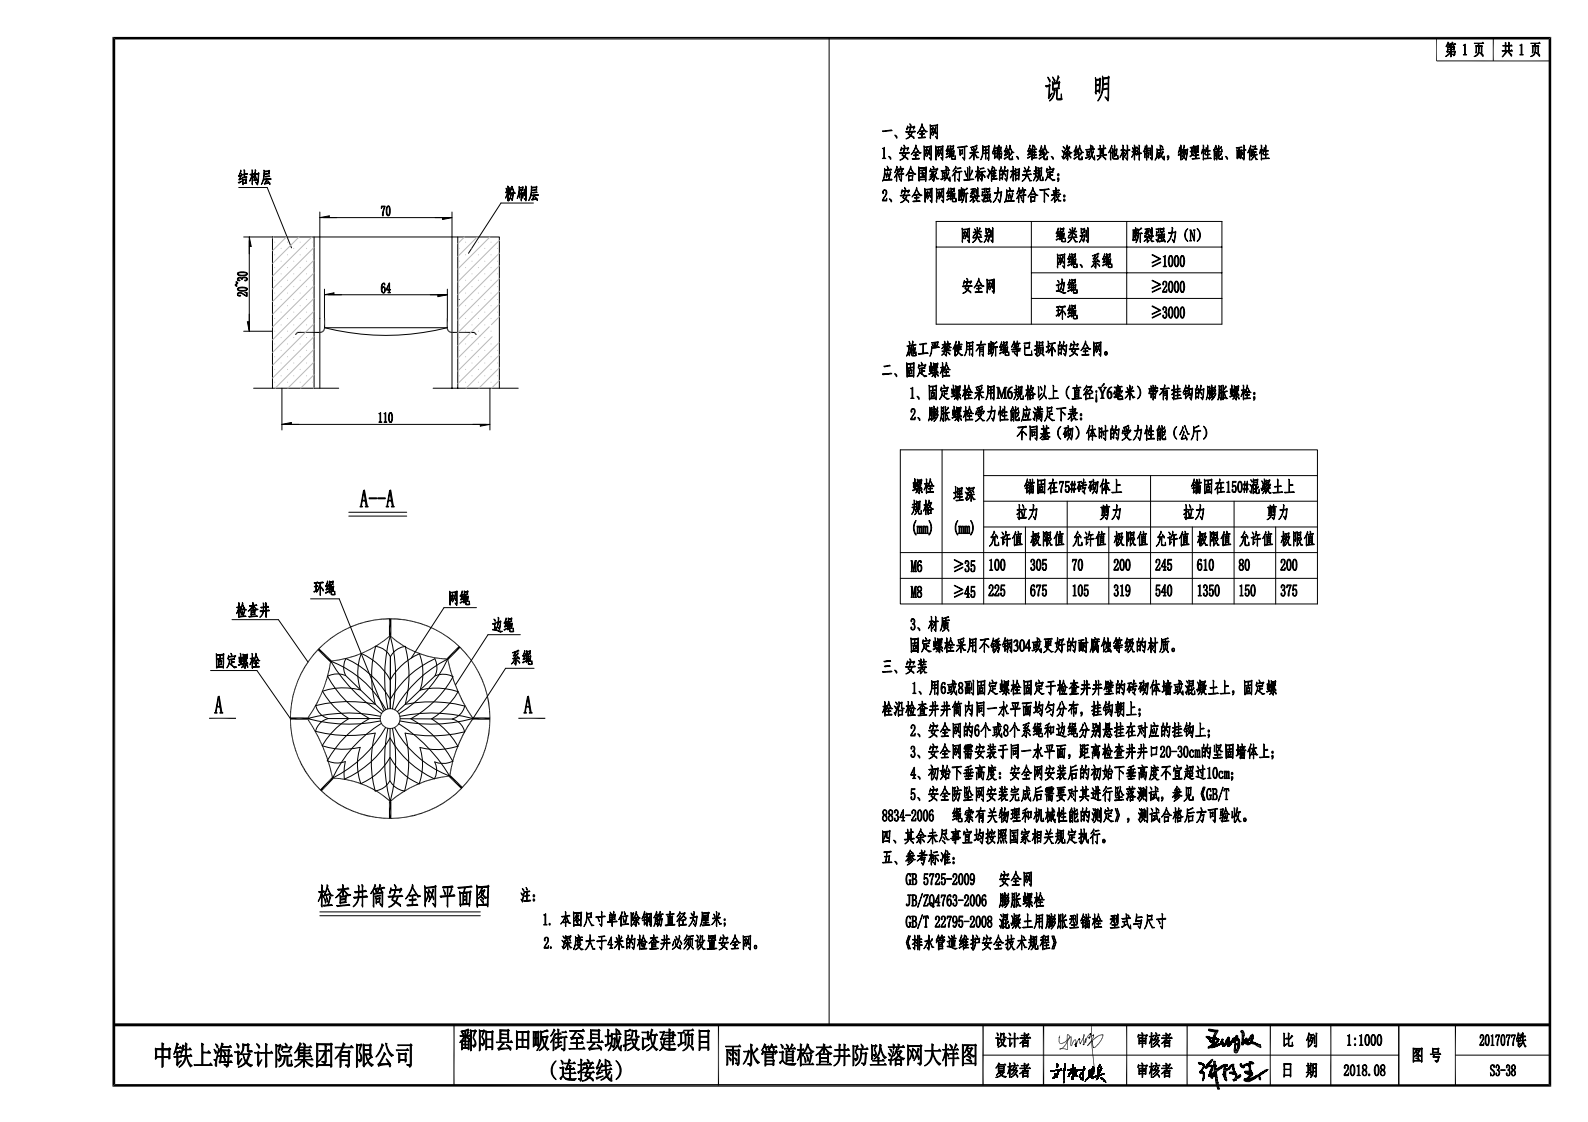 第 1 页 共 1 页
结构层
粉刷层
70
20~30
64
110
A--A
环绳
网绳
检查井
边绳
固定螺栓
系绳
A
A
检查井筒安全网平面图
注:
1. 本图尺寸单位除钢筋直径为厘米;
2. 深度大于4米的检查井必须设置安全网。
说 明
一、安全网
1、安全网网绳可采用锦纶、维纶、涤纶或其他材料制成,物理性能、耐候性
应符合国家或行业标准的相关规定;
2、安全网网绳断裂强力应符合下表:
网类别 绳类别 断裂强力(N)
网绳、系绳 ≥1000
安全网 边绳 ≥2000
环绳 ≥3000
施工严禁使用有断绳等已损坏的安全网。
二、固定螺栓
1、固定螺栓采用M6规格以上(直径¡Ý6毫米)带有挂钩的膨胀螺栓;
2、膨胀螺栓受力性能应满足下表:
不同基(砌)体时的受力性能(公斤)
螺栓规格(mm) 埋深(mm) 锚固在75#砖砌体上 锚固在150#混凝土上
拉力 剪力 拉力 剪力
允许值 极限值 允许值 极限值 允许值 极限值 允许值 极限值
M6 ≥35 100 305 70 200 245 610 80 200
M8 ≥45 225 675 105 319 540 1350 150 375
3、材质
固定螺栓采用不锈钢304或更好的耐腐蚀等级的材质。
三、安装
1、用6或8副固定螺栓固定于检查井井壁的砖砌体墙或混凝土上,固定螺
栓沿检查井井筒内同一水平面均匀分布,挂钩朝上;
2、安全网的6个或8个系绳和边绳分别悬挂在对应的挂钩上;
3、安全网需安装于同一水平面,距离检查井井口20-30cm的坚固墙体上;
4、初始下垂高度:安全网安装后的初始下垂高度不宜超过10cm;
5、安全防坠网安装完成后需要对其进行坠落测试,参见《GB/T
8834-2006 绳索有关物理和机械性能的测定》,测试合格后方可验收。
四、其余未尽事宜均按照国家相关规定执行。
五、参考标准:
GB 5725-2009 安全网
JB/ZQ4763-2006 膨胀螺栓
GB/T 22795-2008 混凝土用膨胀型锚栓 型式与尺寸
《排水管道维护安全技术规程》
中铁上海设计院集团有限公司
鄱阳县田畈街至县城段改建项目
(连接线)
雨水管道检查井防坠落网大样图
设计者 审核者 比 例 1:1000 图 号 2017077铁
复核者 审核者 日 期 2018.08 S3-38